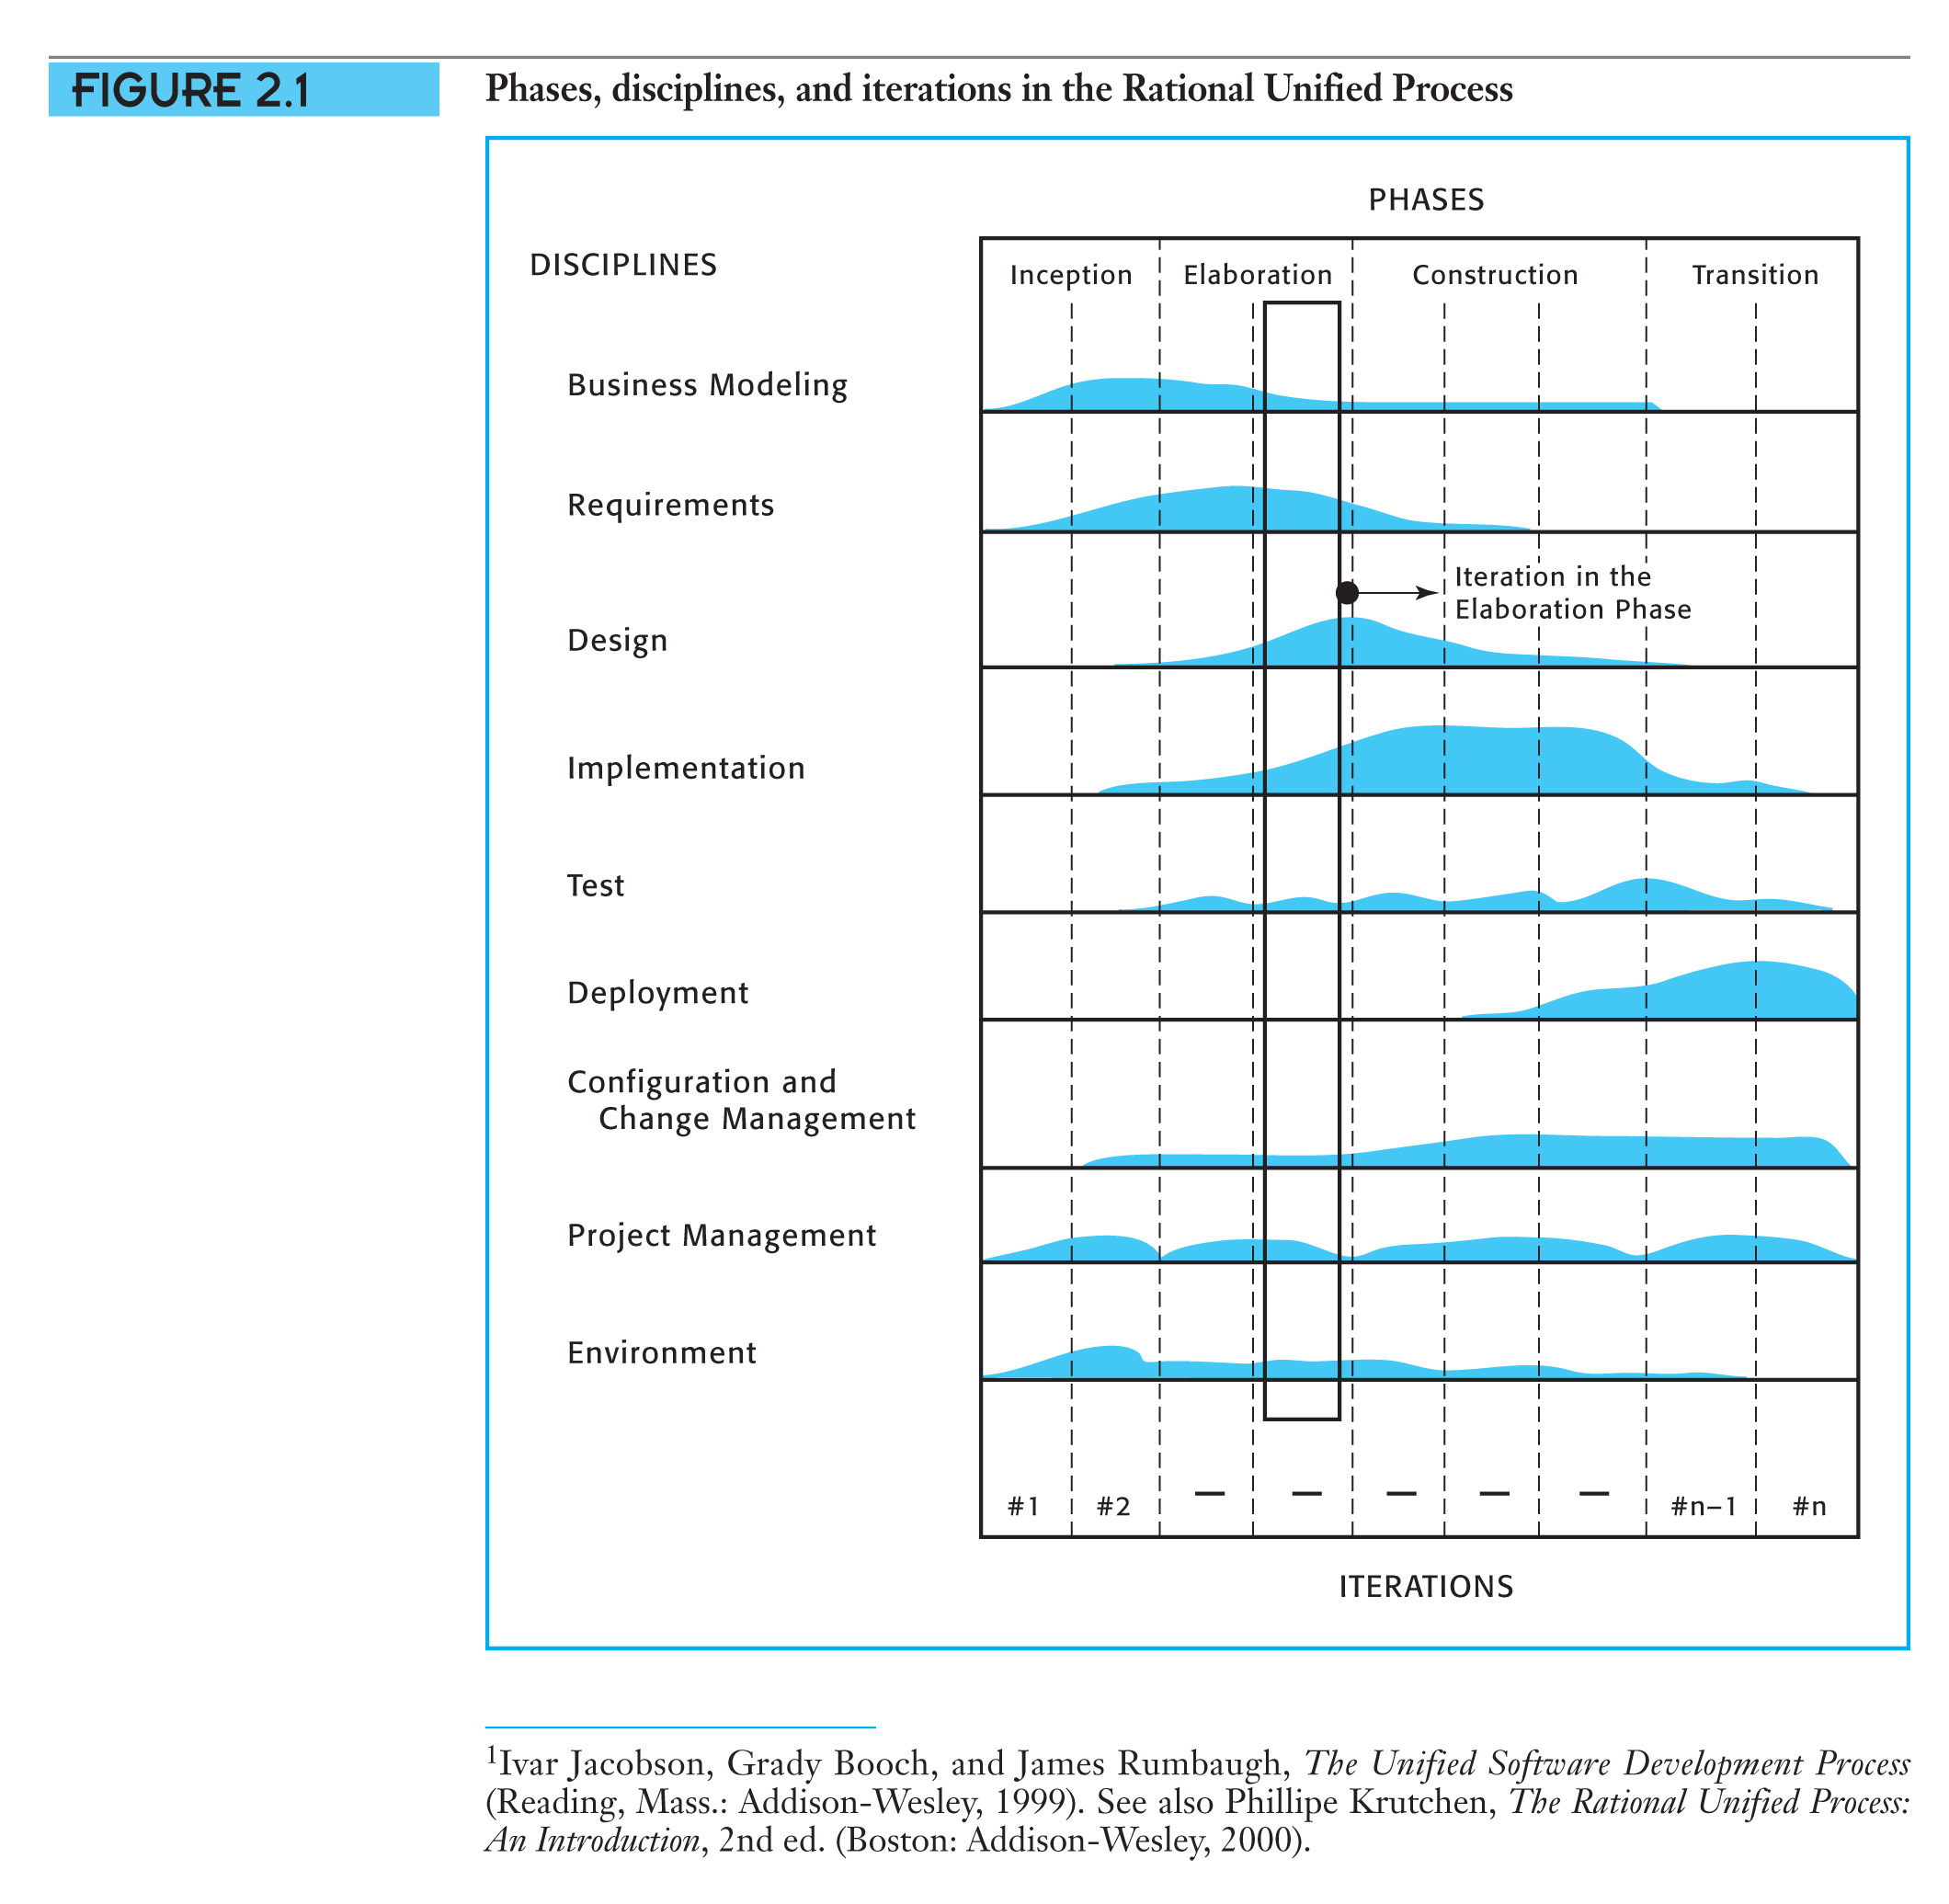 FIGURE 2.1
Phases, disciplines, and iterations in the Rational Unified Process
PHASES
DISCIPLINES
Inception
Elaboration
Construction
Transition
Business Modeling
Requirements
Iteration in the
Elaboration Phase
Design
Implementation
Test
Deployment
Configuration and
Change Management
Project Management
Environment
#1
#2
— — — — —
#n–1
#n
ITERATIONS
1Ivar Jacobson, Grady Booch, and James Rumbaugh, The Unified Software Development Process
(Reading, Mass.: Addison-Wesley, 1999). See also Phillipe Krutchen, The Rational Unified Process:
An Introduction, 2nd ed. (Boston: Addison-Wesley, 2000).